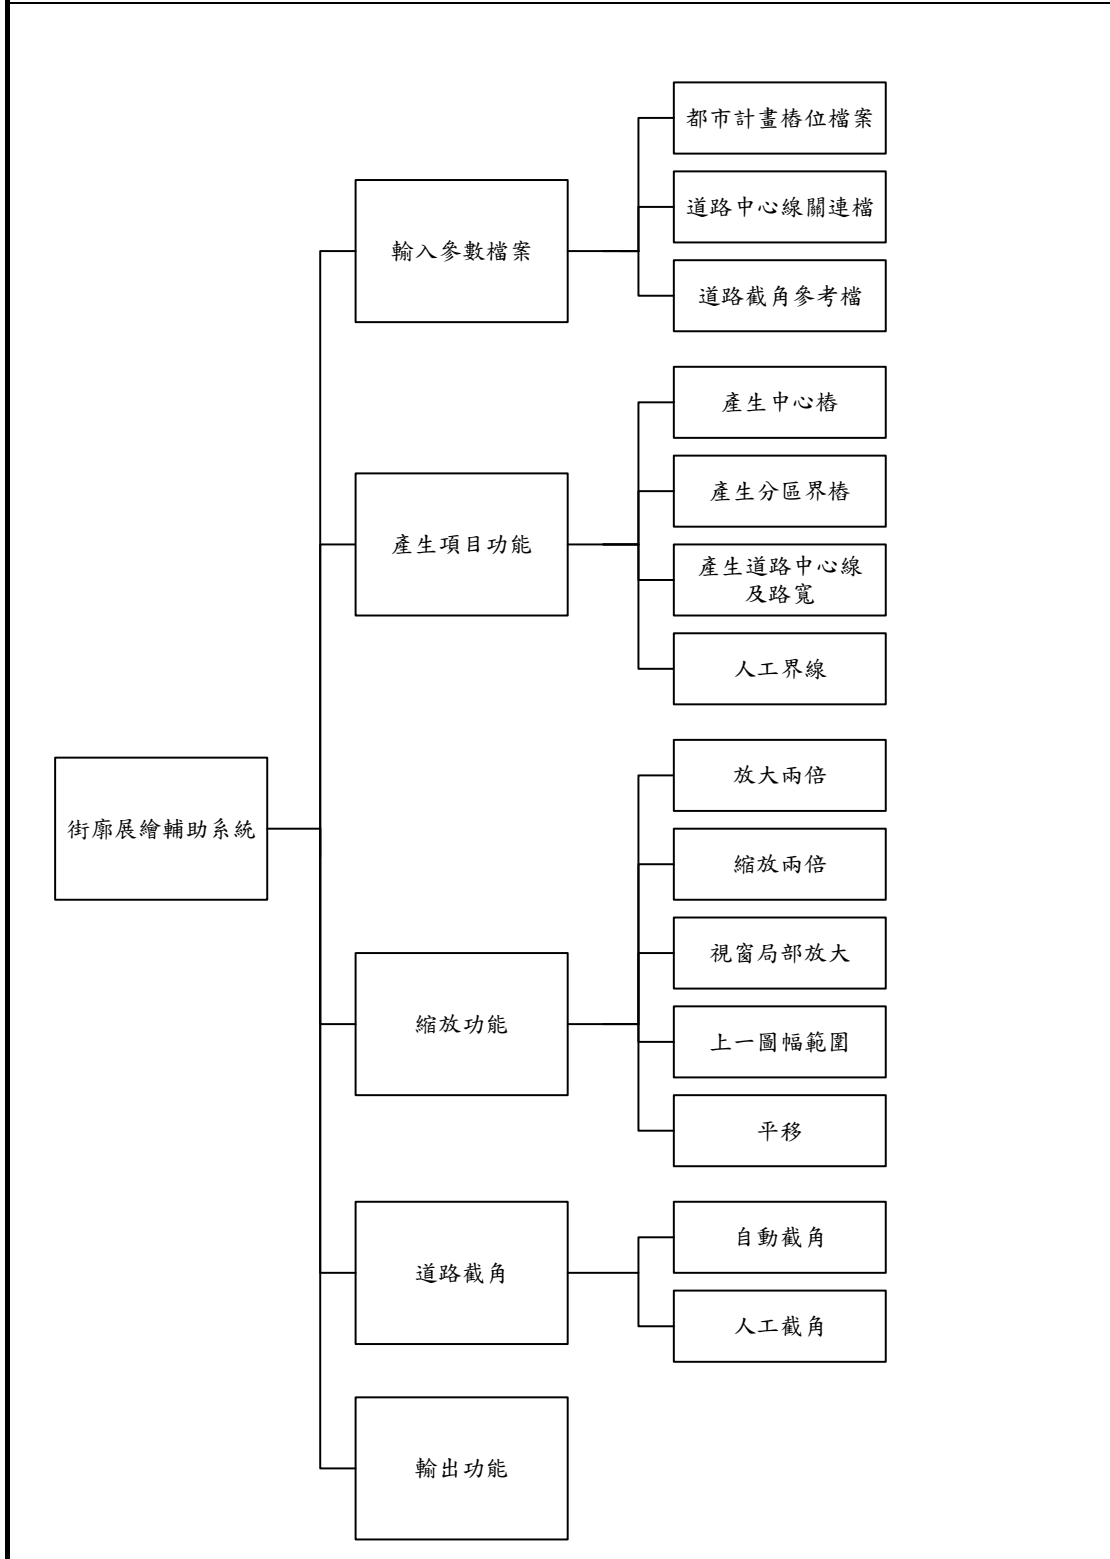 街廓展繪輔助系統
輸入參數檔案
都市計畫樁位檔案
道路中心線關連檔
道路截角參考檔
產生項目功能
產生中心樁
產生分區界樁
產生道路中心線
及路寬
人工界線
縮放功能
放大兩倍
縮放兩倍
視窗局部放大
上一圖幅範圍
平移
道路截角
自動截角
人工截角
輸出功能